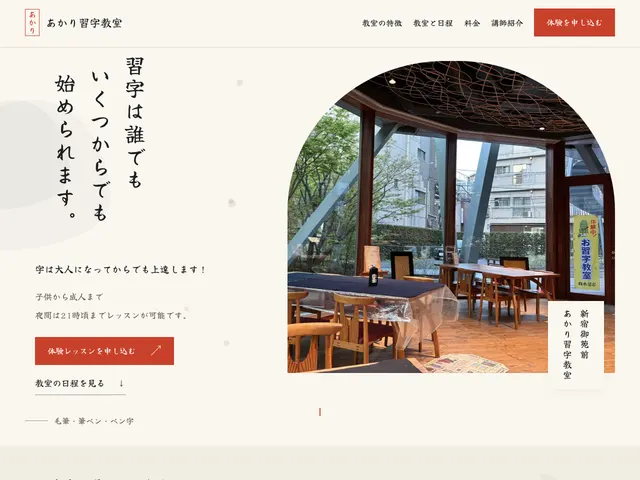 あかり
あかり習字教室
教室の特徴
教室と日程
料金
講師紹介
体験を申し込む
習字は誰でも
いくつからでも
始められます。
字は大人になってからでも上達します！
子供から成人まで
夜間は21時頃までレッスンが可能です。
体験レッスンを申し込む
教室の日程を見る ↓
毛筆・筆ペン・ペン字
お習字教室
新宿御苑前
あかり習字教室